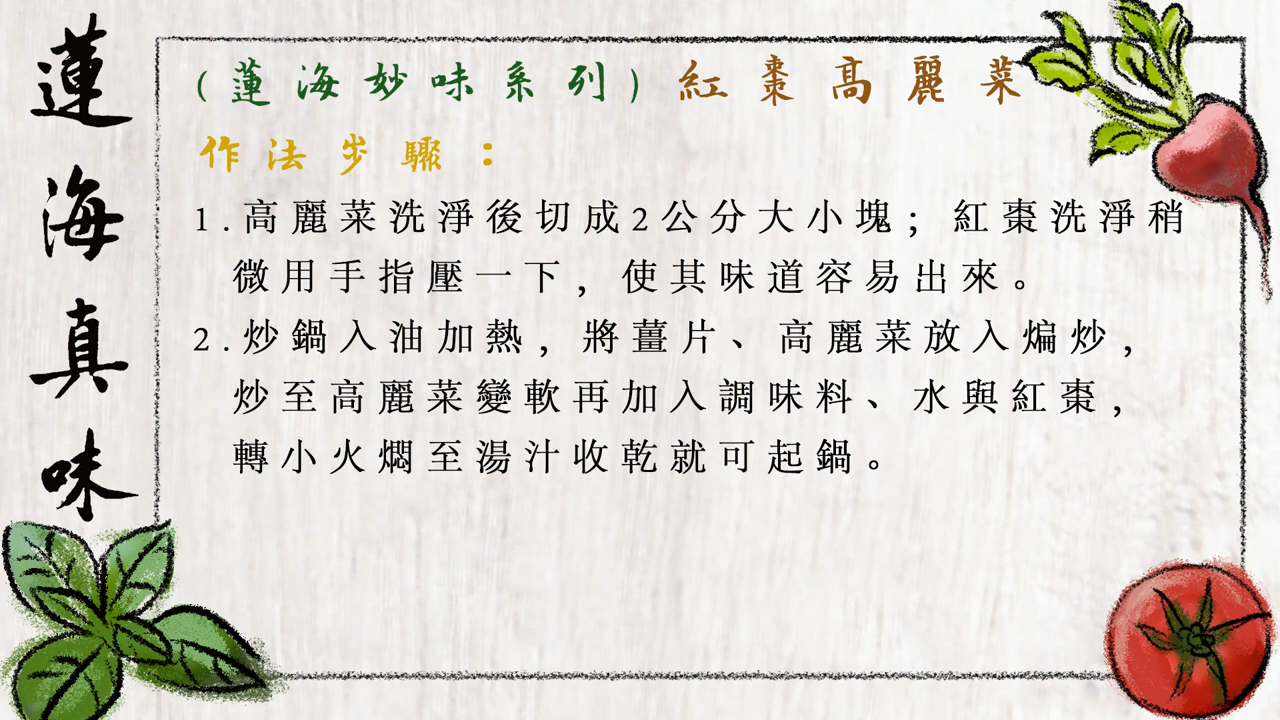 蓮海真味
(蓮海妙味系列)紅棗高麗菜
作法步驟：
1.高麗菜洗淨後切成2公分大小塊；紅棗洗淨稍
微用手指壓一下，使其味道容易出來。
2.炒鍋入油加熱，將薑片、高麗菜放入煸炒，
炒至高麗菜變軟再加入調味料、水與紅棗，
轉小火燜至湯汁收乾就可起鍋。